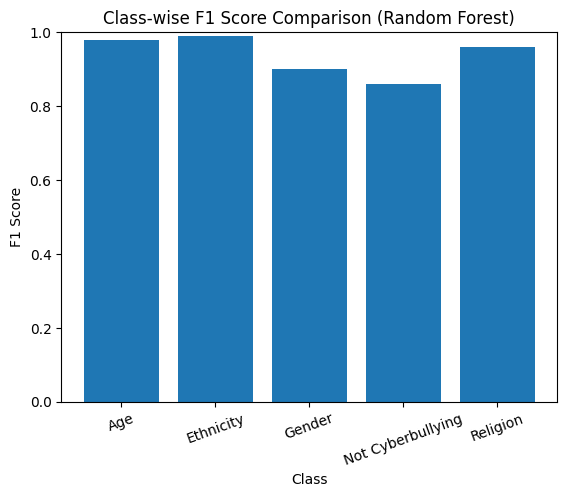 Class-wise F1 Score Comparison (Random Forest)
1.0
0.8
0.6
0.4
0.2
0.0
F1 Score
Age
Ethnicity
Gender
Not Cyberbullying
Religion
Class